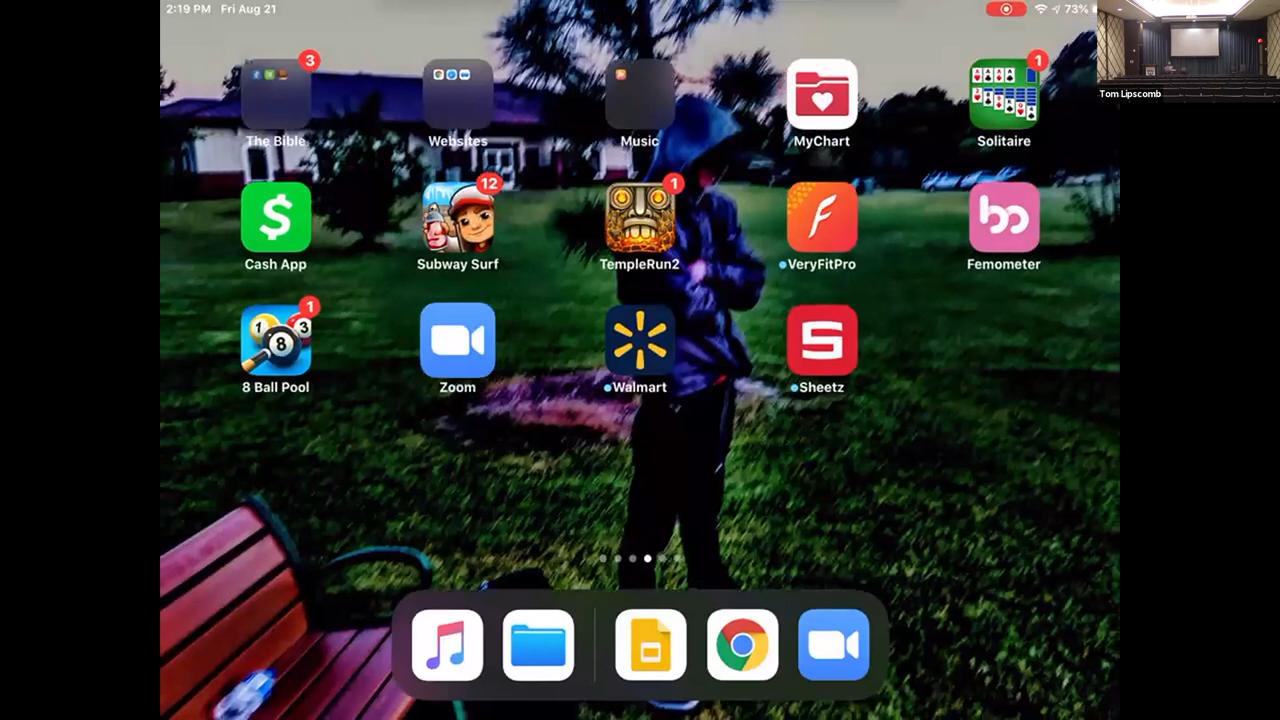 2:19 PM Fri Aug 21 73%
Tom Lipscomb
3 1
The Bible Websites Music MyChart Solitaire
12 1
Cash App Subway Surf TempleRun2 VeryFitPro Femometer
1
8 Ball Pool Zoom Walmart Sheetz